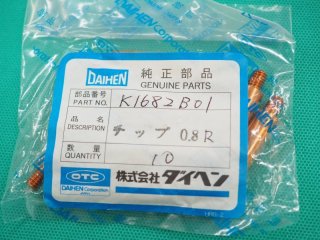 DAIHEN 純正部品
GENUINE PARTS
部品番号
PART NO. K1682B01
品名
DESCRIPTION チップ 0.8R
数量
QUANTITY 10
OTC
DAIHEN Corporation
株式会社ダイヘン